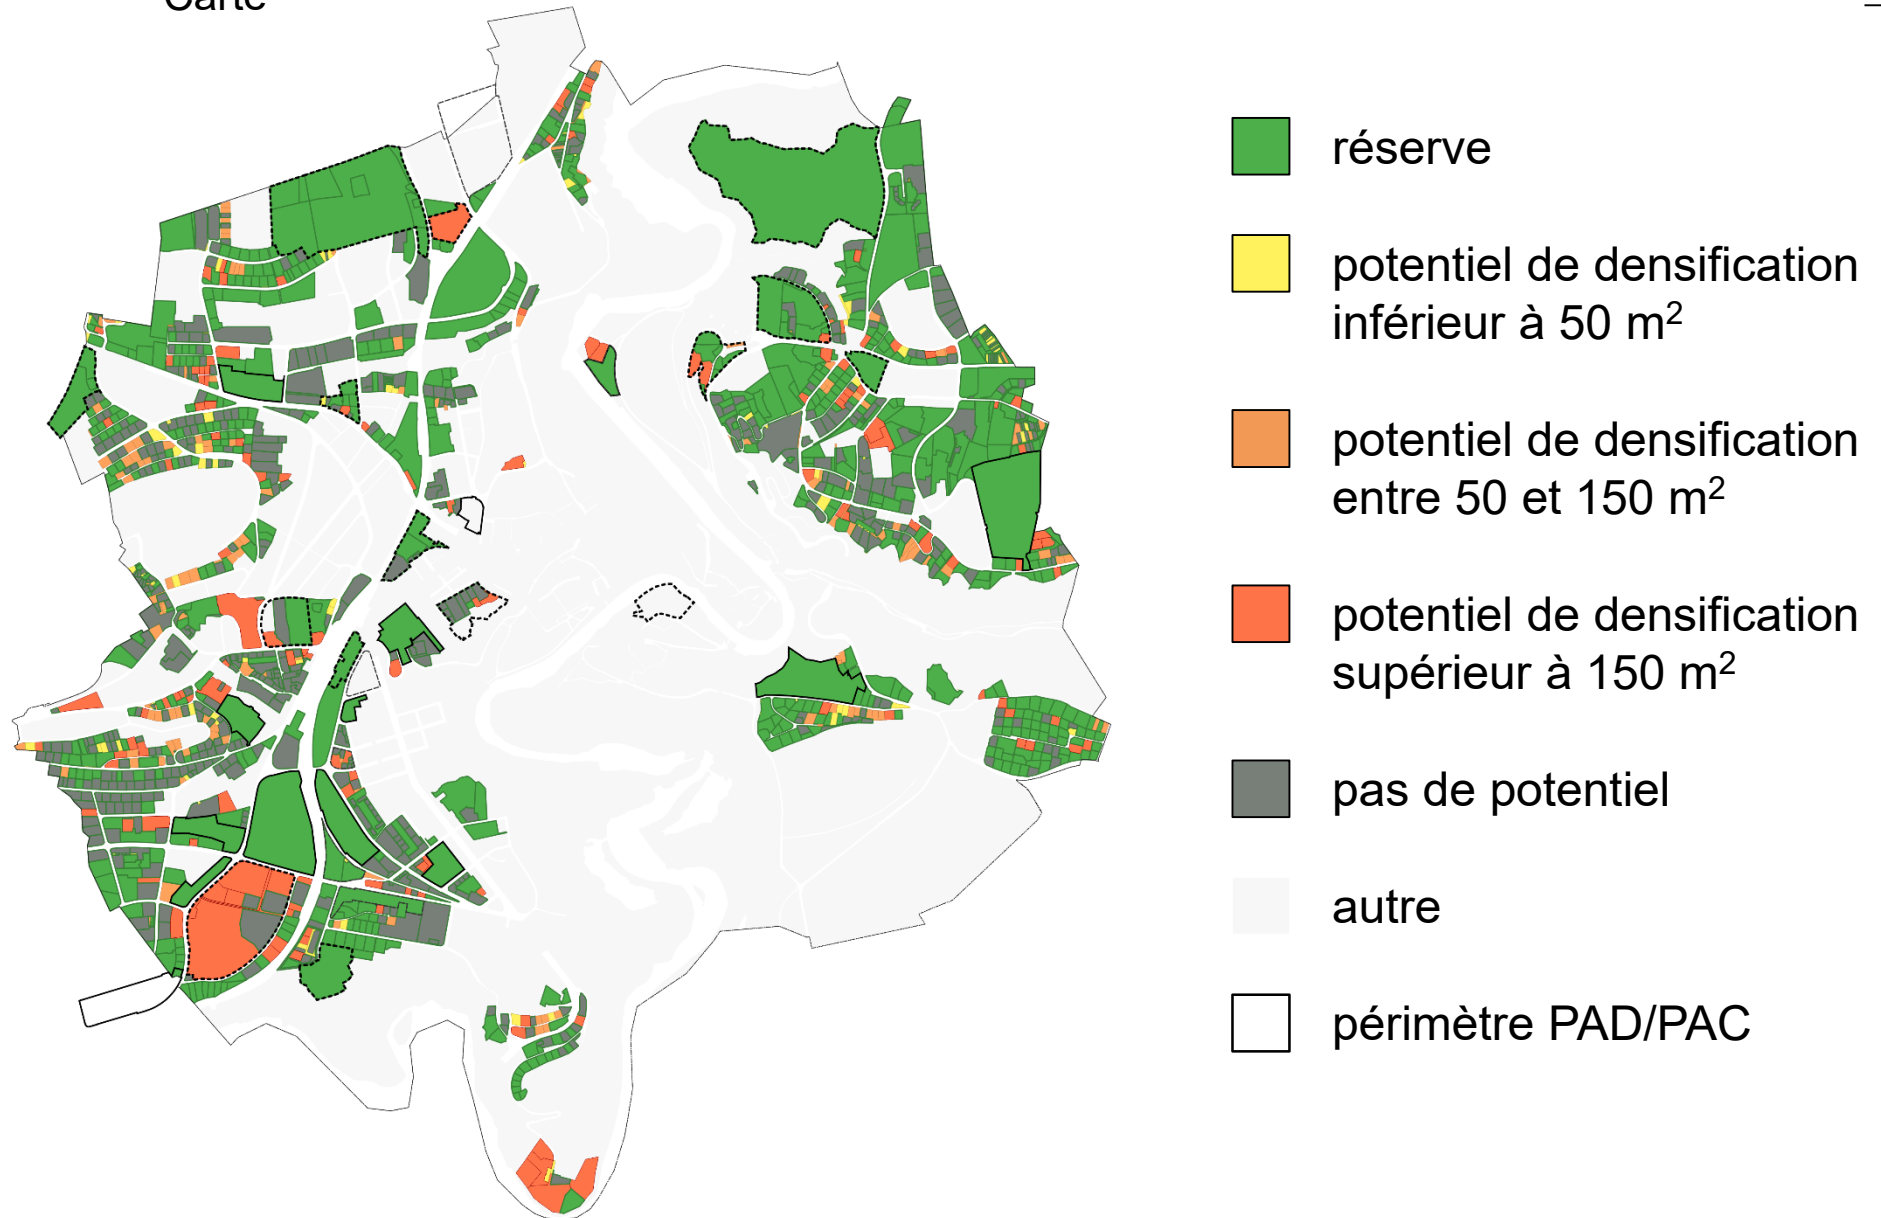 Carte
réserve
potentiel de densification
inférieur à 50 m²
potentiel de densification
entre 50 et 150 m²
potentiel de densification
supérieur à 150 m²
pas de potentiel
autre
périmètre PAD/PAC